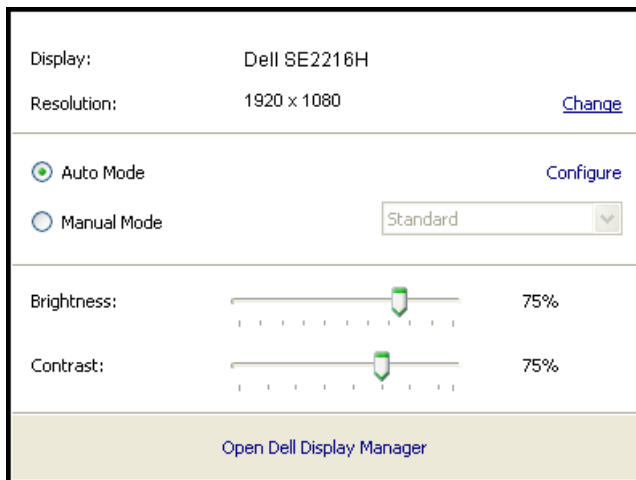 Display: Dell SE2216H
Resolution: 1920 x 1080 Change
Auto Mode Configure
Manual Mode Standard
Brightness: 75%
Contrast: 75%
Open Dell Display Manager